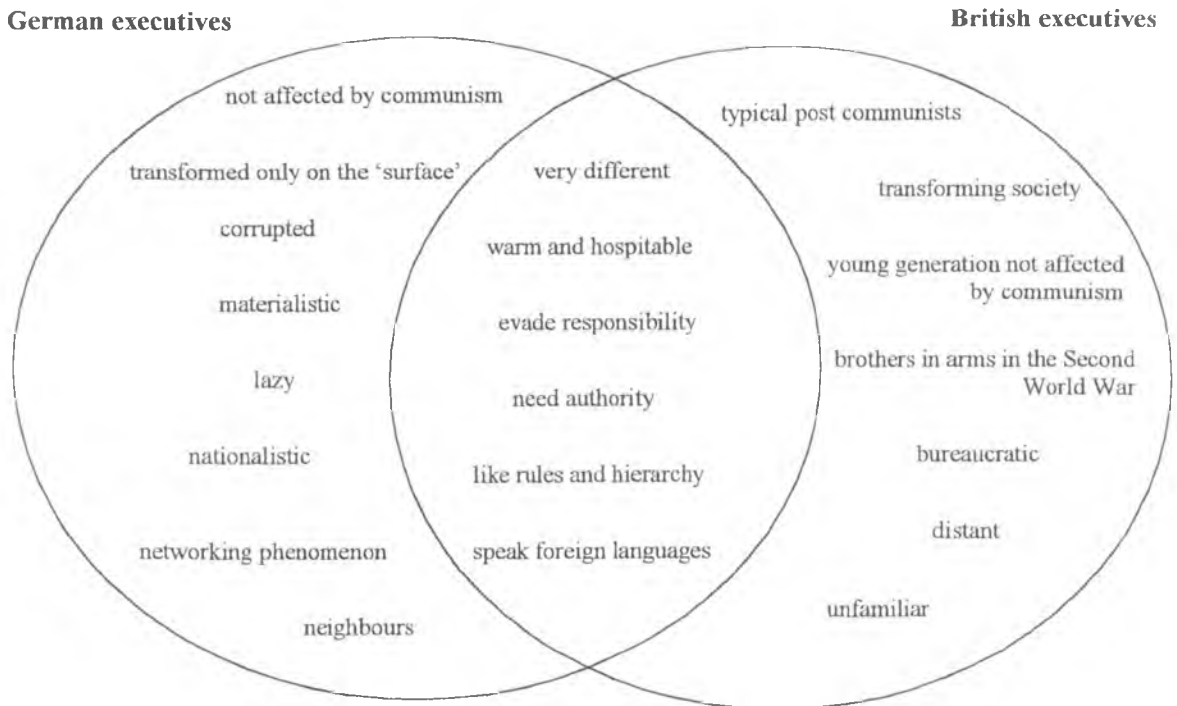 German executives
British executives
not affected by communism
transformed only on the ‘surface’
corrupted
materialistic
lazy
nationalistic
networking phenomenon
neighbours
very different
warm and hospitable
evade responsibility
need authority
like rules and hierarchy
speak foreign languages
typical post communists
transforming society
young generation not affected
by communism
brothers in arms in the Second
World War
bureaucratic
distant
unfamiliar